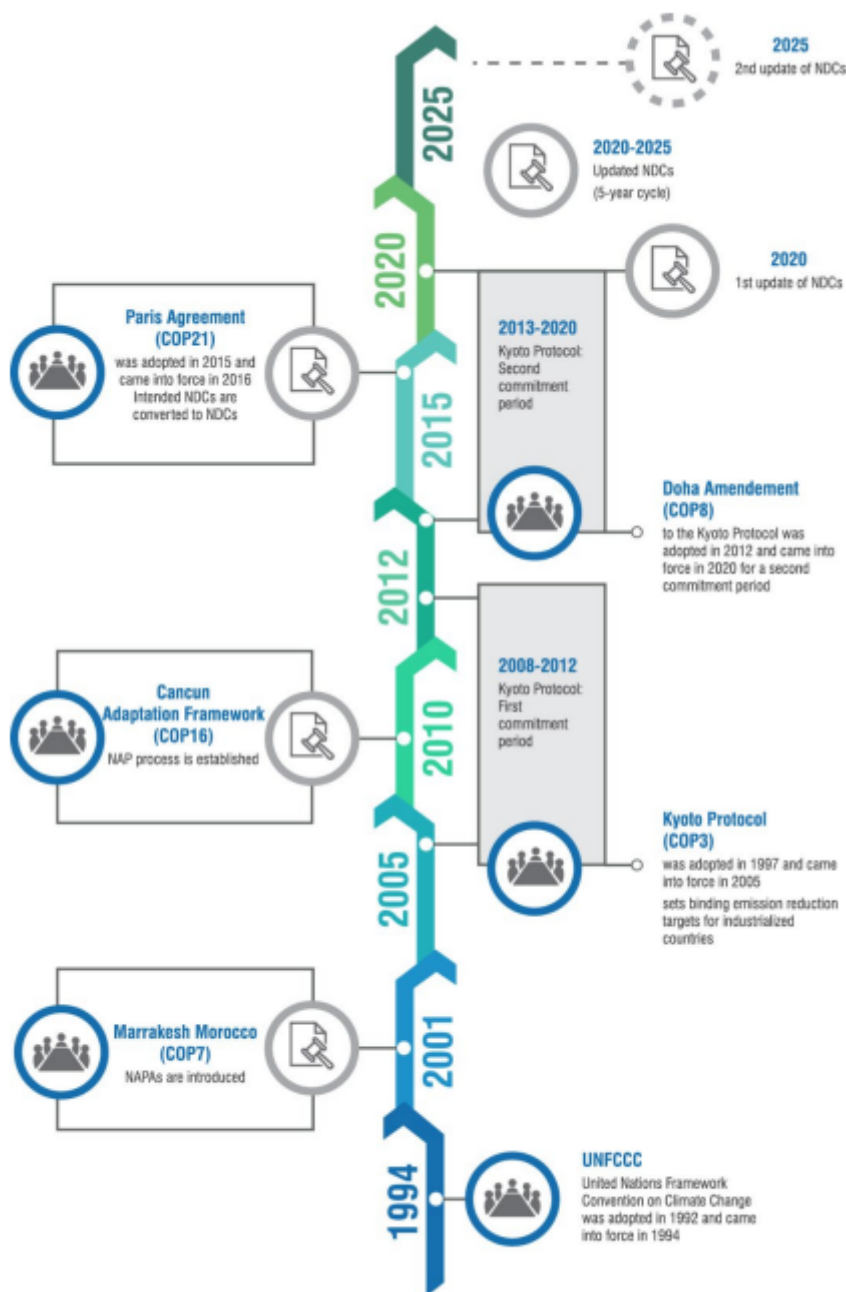 2025
2nd update of NDCs
2025
2020-2025
Updated NDCs
(5-year cycle)
2020
2020
1st update of NDCs
Paris Agreement
(COP21)
was adopted in 2015 and
came into force in 2016
Intended NDCs are
converted to NDCs
2013-2020
Kyoto Protocol:
Second
commitment
period
2015
Doha Amendement
(COP8)
to the Kyoto Protocol was
adopted in 2012 and came into
force in 2020 for a second
commitment period
2012
2008-2012
Kyoto Protocol:
First
commitment
period
Cancun
Adaptation Framework
(COP16)
NAP process is established
2010
Kyoto Protocol
(COP3)
was adopted in 1997 and came
into force in 2005
sets binding emission reduction
targets for industrialized
countries
2005
Marrakesh Morocco
(COP7)
NAPAs are introduced
2001
UNFCCC
United Nations Framework
Convention on Climate Change
was adopted in 1992 and came
into force in 1994
1994